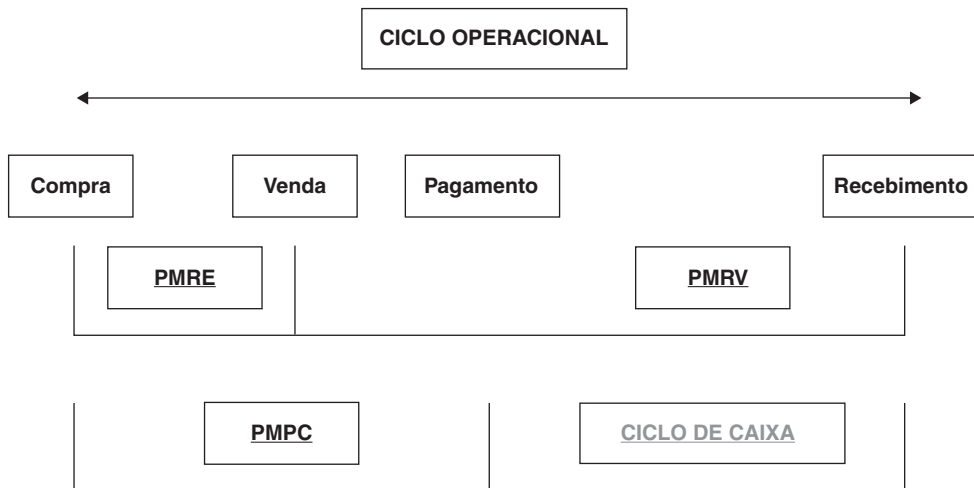 CICLO OPERACIONAL
Compra
Venda
Pagamento
Recebimento
PMRE
PMRV
PMPC
CICLO DE CAIXA